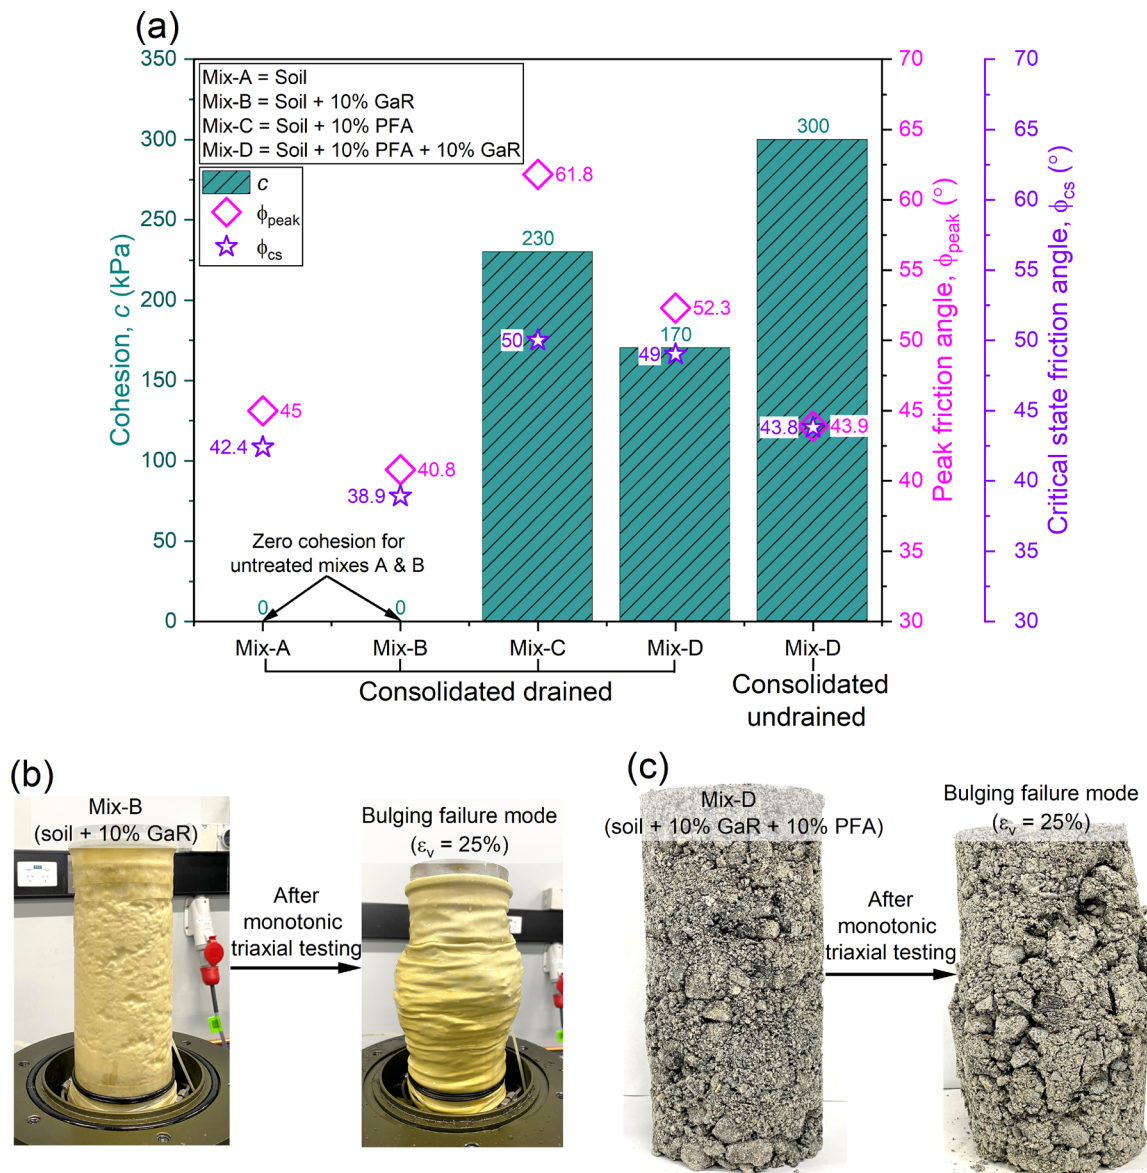 (a)
350
300
250
200
150
100
50
0
Cohesion, c (kPa)
Mix-A = Soil
Mix-B = Soil + 10% GaR
Mix-C = Soil + 10% PFA
Mix-D = Soil + 10% PFA + 10% GaR
c
ϕpeak
ϕcs
45
42.4
40.8
38.9
61.8
230
50
52.3
170
49
300
43.8
43.9
Zero cohesion for
untreated mixes A & B
0
0
Mix-A
Mix-B
Mix-C
Mix-D
Mix-D
Consolidated drained
Consolidated
undrained
70
65
60
55
50
45
40
35
30
Peak friction angle, ϕpeak (°)
70
65
60
55
50
45
40
35
30
Critical state friction angle, ϕcs (°)
(b)
Mix-B
(soil + 10% GaR)
After
monotonic
triaxial testing
Bulging failure mode
(εv = 25%)
(c)
Mix-D
(soil + 10% GaR + 10% PFA)
After
monotonic
triaxial testing
Bulging failure mode
(εv = 25%)